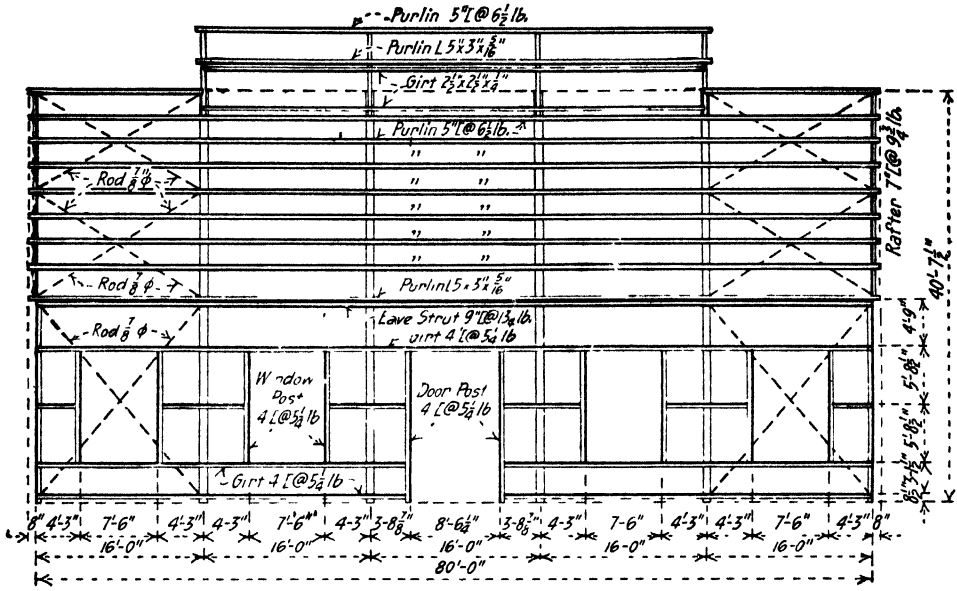 Purlin 5"[@ 6½ lb.
Purlin L 5"x3"x 5/16"
Girt 2½"x2½"x¼"
Purlin 5"[@ 6½ lb.
" "
" "
" "
" "
" "
Rod ⅞" φ
Rod ⅞ φ
Purlin L 5 x 3" x 5/16"
Eave Strut 9"[@ lb.
Rod ⅞" φ
Girt 4"[@ 5¼ lb
Window
Post
4 [@ 5¼ lb
Door Post
4 [@ 5¼ lb
Girt 4 [@ 5¼ lb
Rafter 7"[@ 9¾ lb.
40'-7½"
4'-9"
5'-8½"
5'-8½"
8" 4'-3" 7'-6" 4'-3" 4'-3" 7'-6" 4'-3" 3-8⅞" 8'-6¼" 3-8⅞" 4'-3" 7-6" 4'-3" 4'-3" 7'-6" 4'-3" 8"
16'-0" 16'-0" 16'-0" 16-0" 16-0"
80'-0"